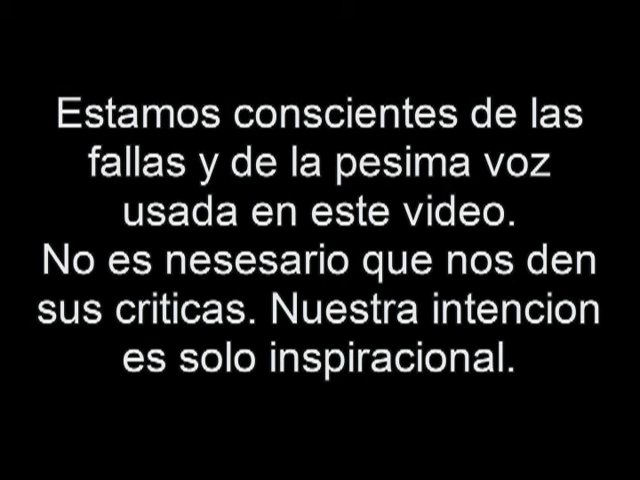 Estamos conscientes de las
fallas y de la pesima voz
usada en este video.
No es nesesario que nos den
sus criticas. Nuestra intencion
es solo inspiracional.